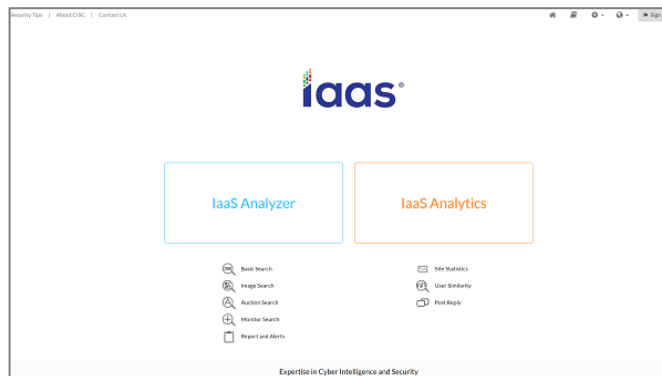 Security Tips | About CISC | Contact Us
Sign
iaas®
IaaS Analyzer
IaaS Analytics
Basic Search
Image Search
Auction Search
Monitor Search
Report and Alerts
Site Statistics
User Similarity
Post Reply
Expertise in Cyber Intelligence and Security